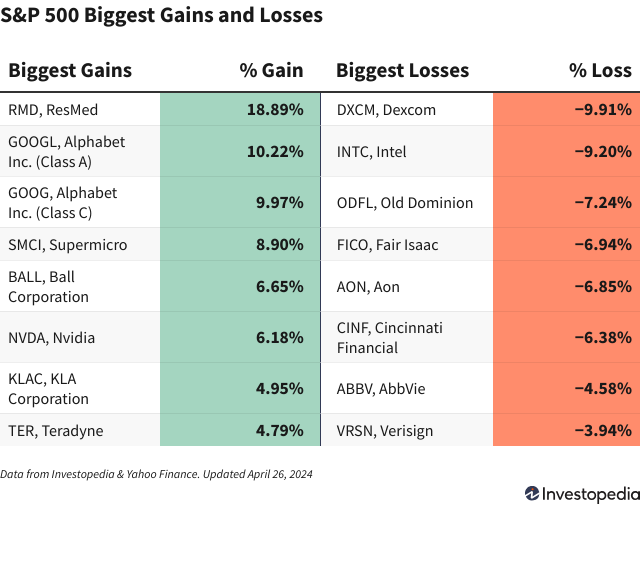 S&P 500 Biggest Gains and Losses
Biggest Gains % Gain Biggest Losses % Loss
RMD, ResMed 18.89% DXCM, Dexcom −9.91%
GOOGL, Alphabet
Inc. (Class A) 10.22% INTC, Intel −9.20%
GOOG, Alphabet
Inc. (Class C) 9.97% ODFL, Old Dominion −7.24%
SMCI, Supermicro 8.90% FICO, Fair Isaac −6.94%
BALL, Ball
Corporation 6.65% AON, Aon −6.85%
NVDA, Nvidia 6.18% CINF, Cincinnati
Financial −6.38%
KLAC, KLA
Corporation 4.95% ABBV, AbbVie −4.58%
TER, Teradyne 4.79% VRSN, Verisign −3.94%
Data from Investopedia & Yahoo Finance. Updated April 26, 2024
Investopedia